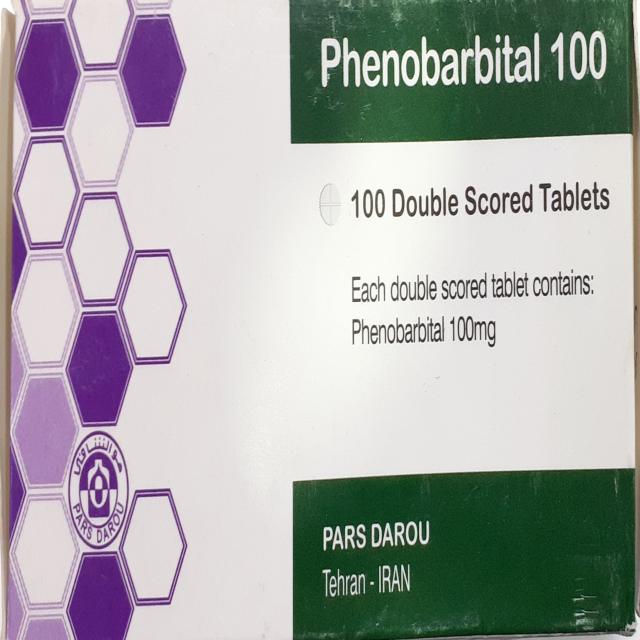 Phenobarbital 100
100 Double Scored Tablets
Each double scored tablet contains:
Phenobarbital 100mg
هوالشافی
PARS DAROU
PARS DAROU
Tehran - IRAN